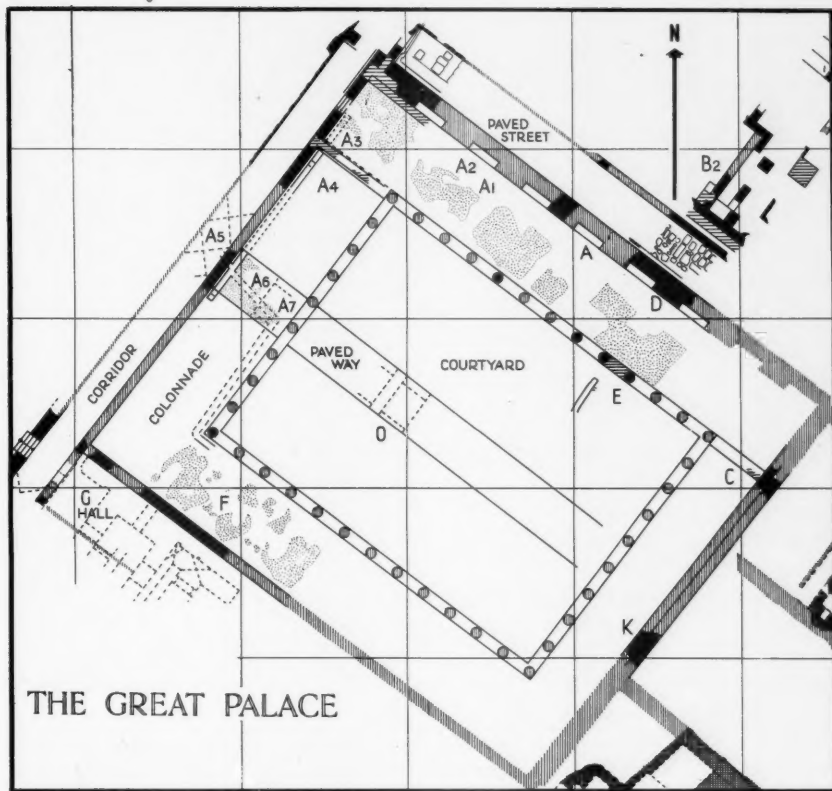 N
PAVED
STREET
B2
A3
A2
A1
A4
A5
A
A6
A7
D
CORRIDOR
COLONNADE
PAVED
WAY
COURTYARD
E
O
C
G
HALL
F
K
THE GREAT PALACE